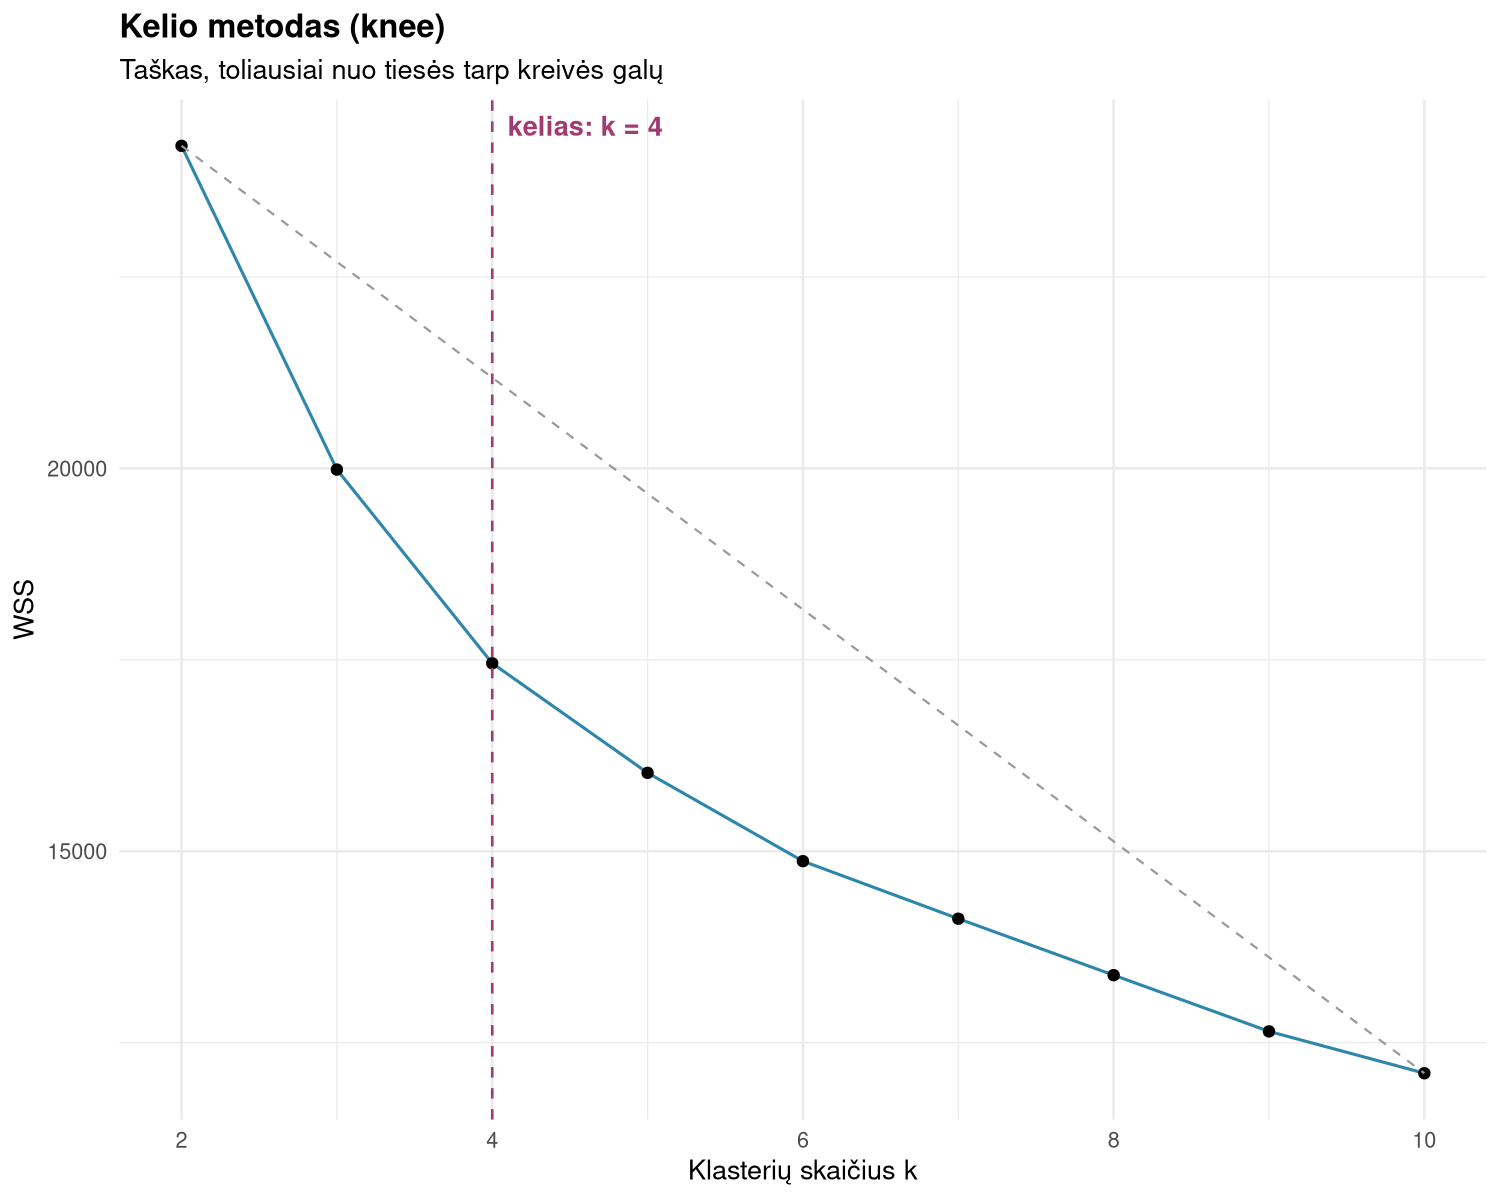 Kelio metodas (knee)
Taškas, toliausiai nuo tiesės tarp kreivės galų
kelias: k = 4
20000
15000
WSS
2 4 6 8 10
Klasterių skaičius k